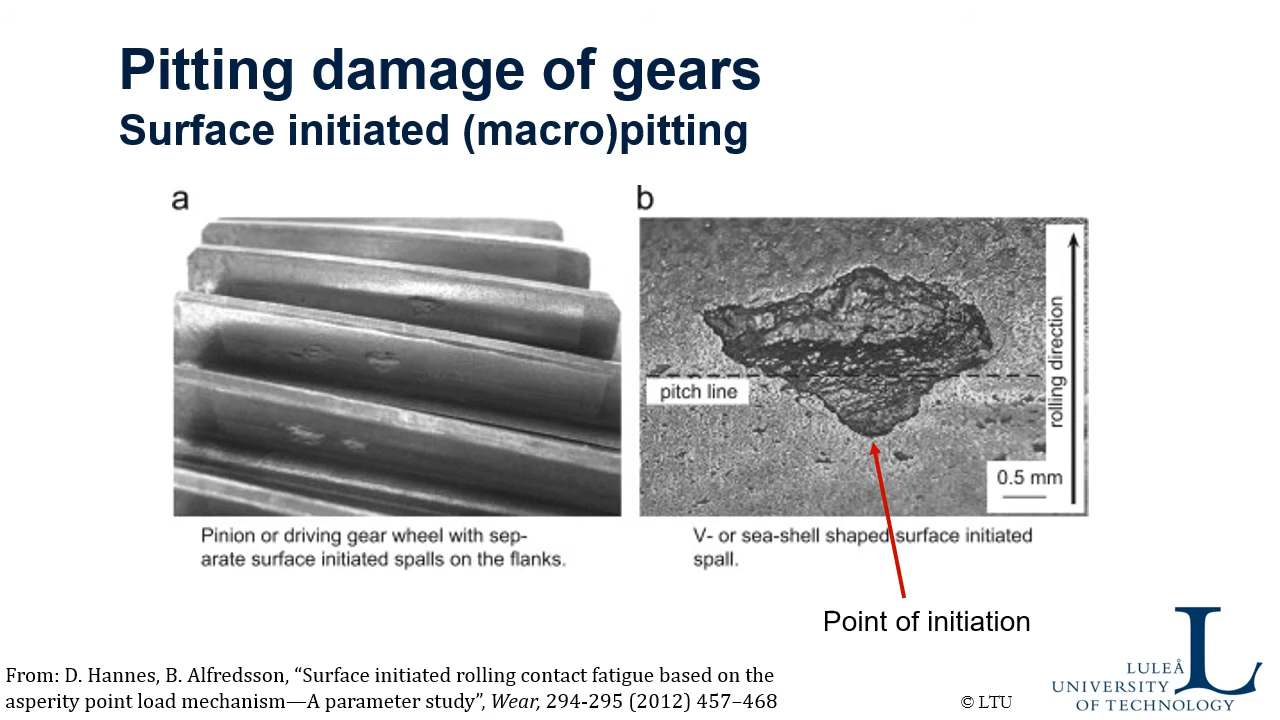 Pitting damage of gears
Surface initiated (macro)pitting
a
b
pitch line
rolling direction
0.5 mm
Pinion or driving gear wheel with sep-
arate surface initiated spalls on the flanks.
V- or sea-shell shaped surface initiated
spall.
Point of initiation
From: D. Hannes, B. Alfredsson, “Surface initiated rolling contact fatigue based on the
asperity point load mechanism—A parameter study”, Wear, 294-295 (2012) 457–468
© LTU
L
LULEÅ
UNIVERSITY
OF TECHNOLOGY